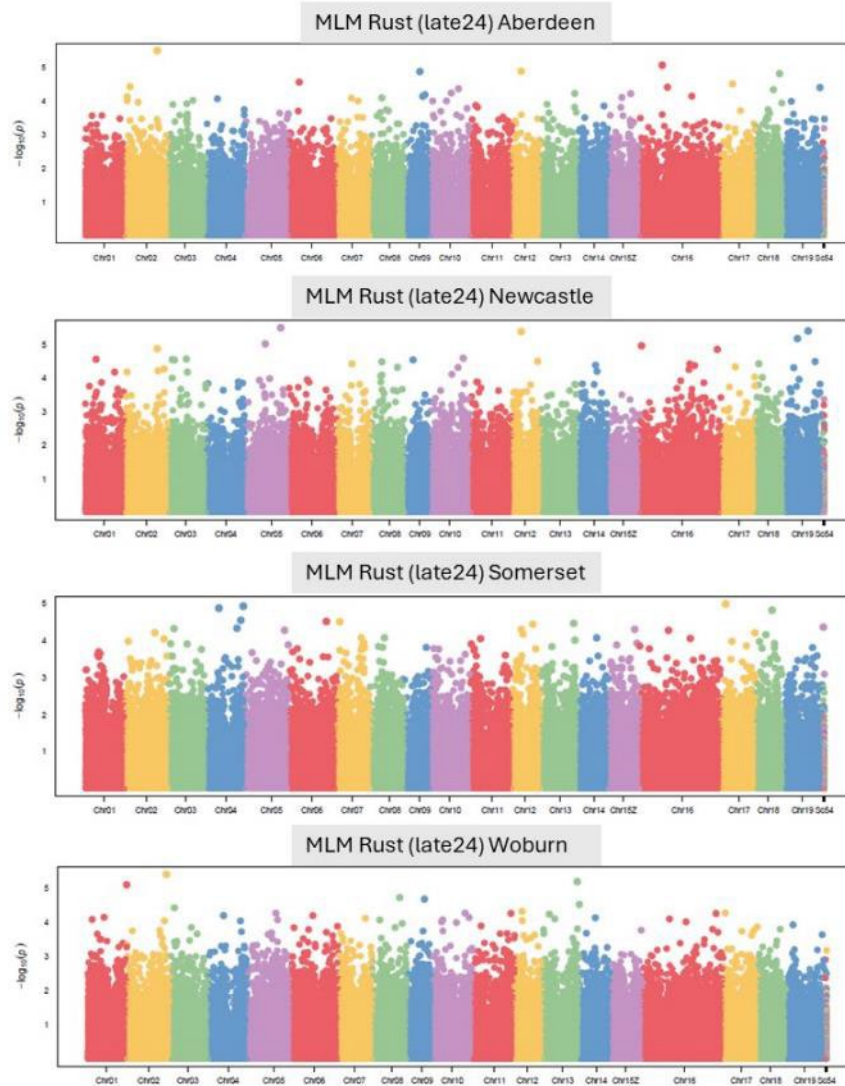 MLM Rust (late24) Aberdeen
5
4
3
2
1
−log₁₀(p)
Chr01 Chr02 Chr03 Chr04 Chr05 Chr06 Chr07 Chr08 Chr09 Chr10 Chr11 Chr12 Chr13 Chr14 Chr15Z Chr16 Chr17 Chr18 Chr19 Sc54
MLM Rust (late24) Newcastle
5
4
3
2
1
−log₁₀(p)
Chr01 Chr02 Chr03 Chr04 Chr05 Chr06 Chr07 Chr08 Chr09 Chr10 Chr11 Chr12 Chr13 Chr14 Chr15Z Chr16 Chr17 Chr18 Chr19 Sc54
MLM Rust (late24) Somerset
5
4
3
2
1
−log₁₀(p)
Chr01 Chr02 Chr03 Chr04 Chr05 Chr06 Chr07 Chr08 Chr09 Chr10 Chr11 Chr12 Chr13 Chr14 Chr15Z Chr16 Chr17 Chr18 Chr19 Sc54
MLM Rust (late24) Woburn
5
4
3
2
1
−log₁₀(p)
Chr01 Chr02 Chr03 Chr04 Chr05 Chr06 Chr07 Chr08 Chr09 Chr10 Chr11 Chr12 Chr13 Chr14 Chr15Z Chr16 Chr17 Chr18 Chr19 Sc54